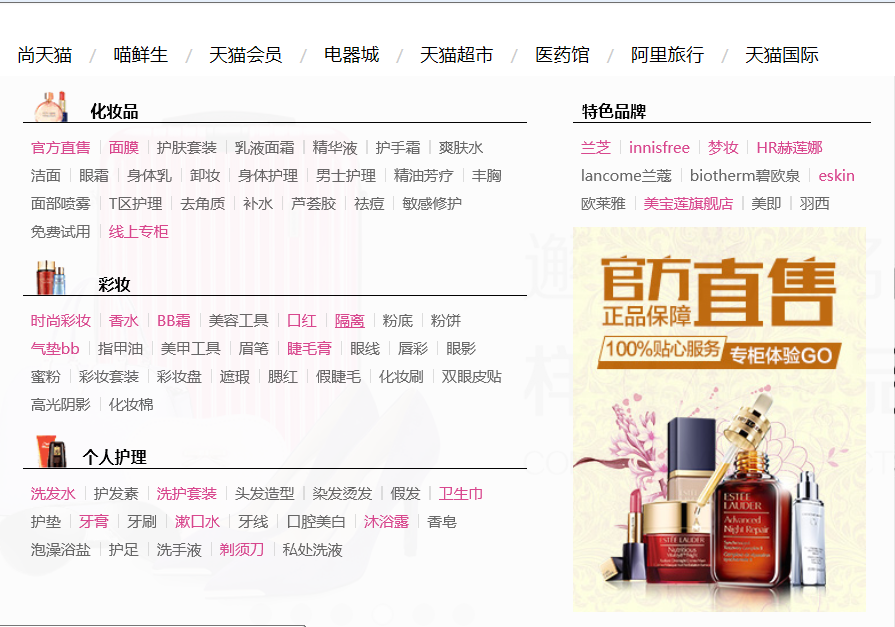 尚天猫 / 喵鲜生 / 天猫会员 / 电器城 / 天猫超市 / 医药馆 / 阿里旅行 / 天猫国际
化妆品
官方直售 | 面膜 | 护肤套装 | 乳液面霜 | 精华液 | 护手霜 | 爽肤水
洁面 | 眼霜 | 身体乳 | 卸妆 | 身体护理 | 男士护理 | 精油芳疗 | 丰胸
面部喷雾 | T区护理 | 去角质 | 补水 | 芦荟胶 | 祛痘 | 敏感修护
免费试用 | 线上专柜
彩妆
时尚彩妆 | 香水 | BB霜 | 美容工具 | 口红 | 隔离 | 粉底 | 粉饼
气垫bb | 指甲油 | 美甲工具 | 眉笔 | 睫毛膏 | 眼线 | 唇彩 | 眼影
蜜粉 | 彩妆套装 | 彩妆盘 | 遮瑕 | 腮红 | 假睫毛 | 化妆刷 | 双眼皮贴
高光阴影 | 化妆棉
个人护理
洗发水 | 护发素 | 洗护套装 | 头发造型 | 染发烫发 | 假发 | 卫生巾
护垫 | 牙膏 | 牙刷 | 漱口水 | 牙线 | 口腔美白 | 沐浴露 | 香皂
泡澡浴盐 | 护足 | 洗手液 | 剃须刀 | 私处洗液
特色品牌
兰芝 | innisfree | 梦妆 | HR赫莲娜
lancome兰蔻 | biotherm碧欧泉 | eskin
欧莱雅 | 美宝莲旗舰店 | 美即 | 羽西
官方直售
正品保障
100%贴心服务 专柜体验GO
ESTĒE
LAUDER
Advanced
Night Repair
ESTĒE LAUDER
Nutritious